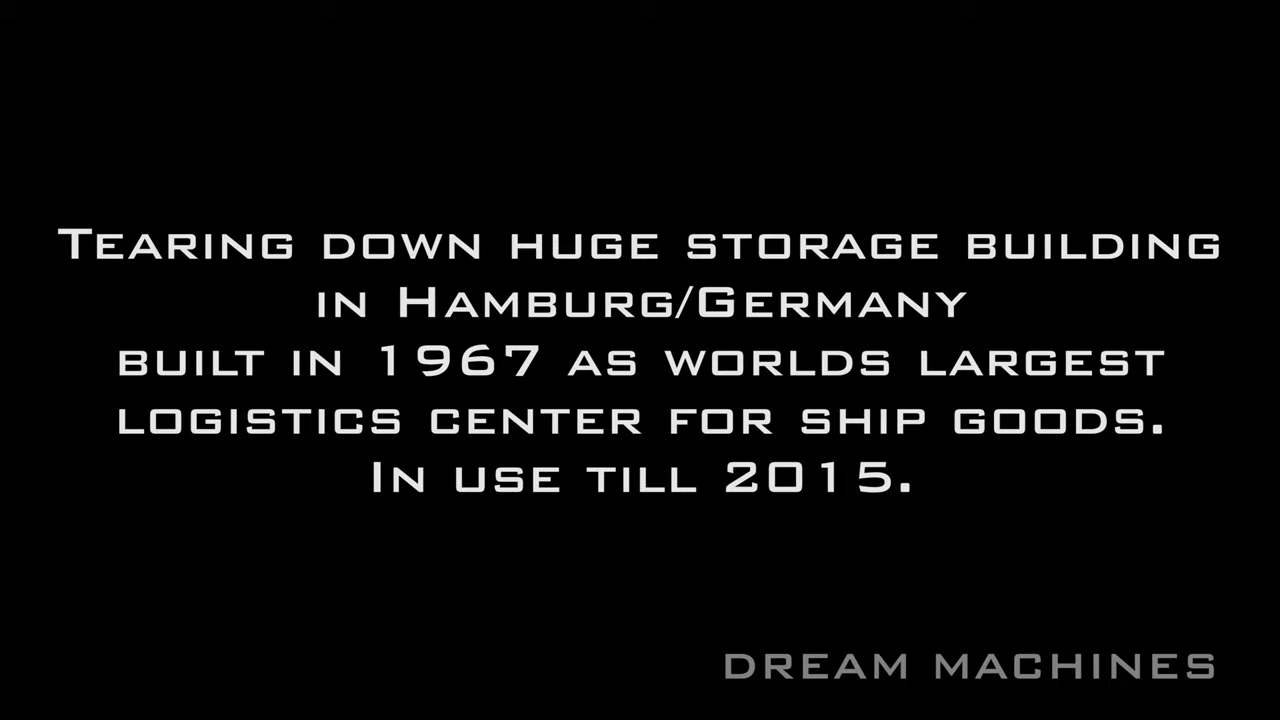 Tearing down huge storage building
in Hamburg/Germany
built in 1967 as worlds largest
logistics center for ship goods.
In use till 2015.
DREAM MACHINES